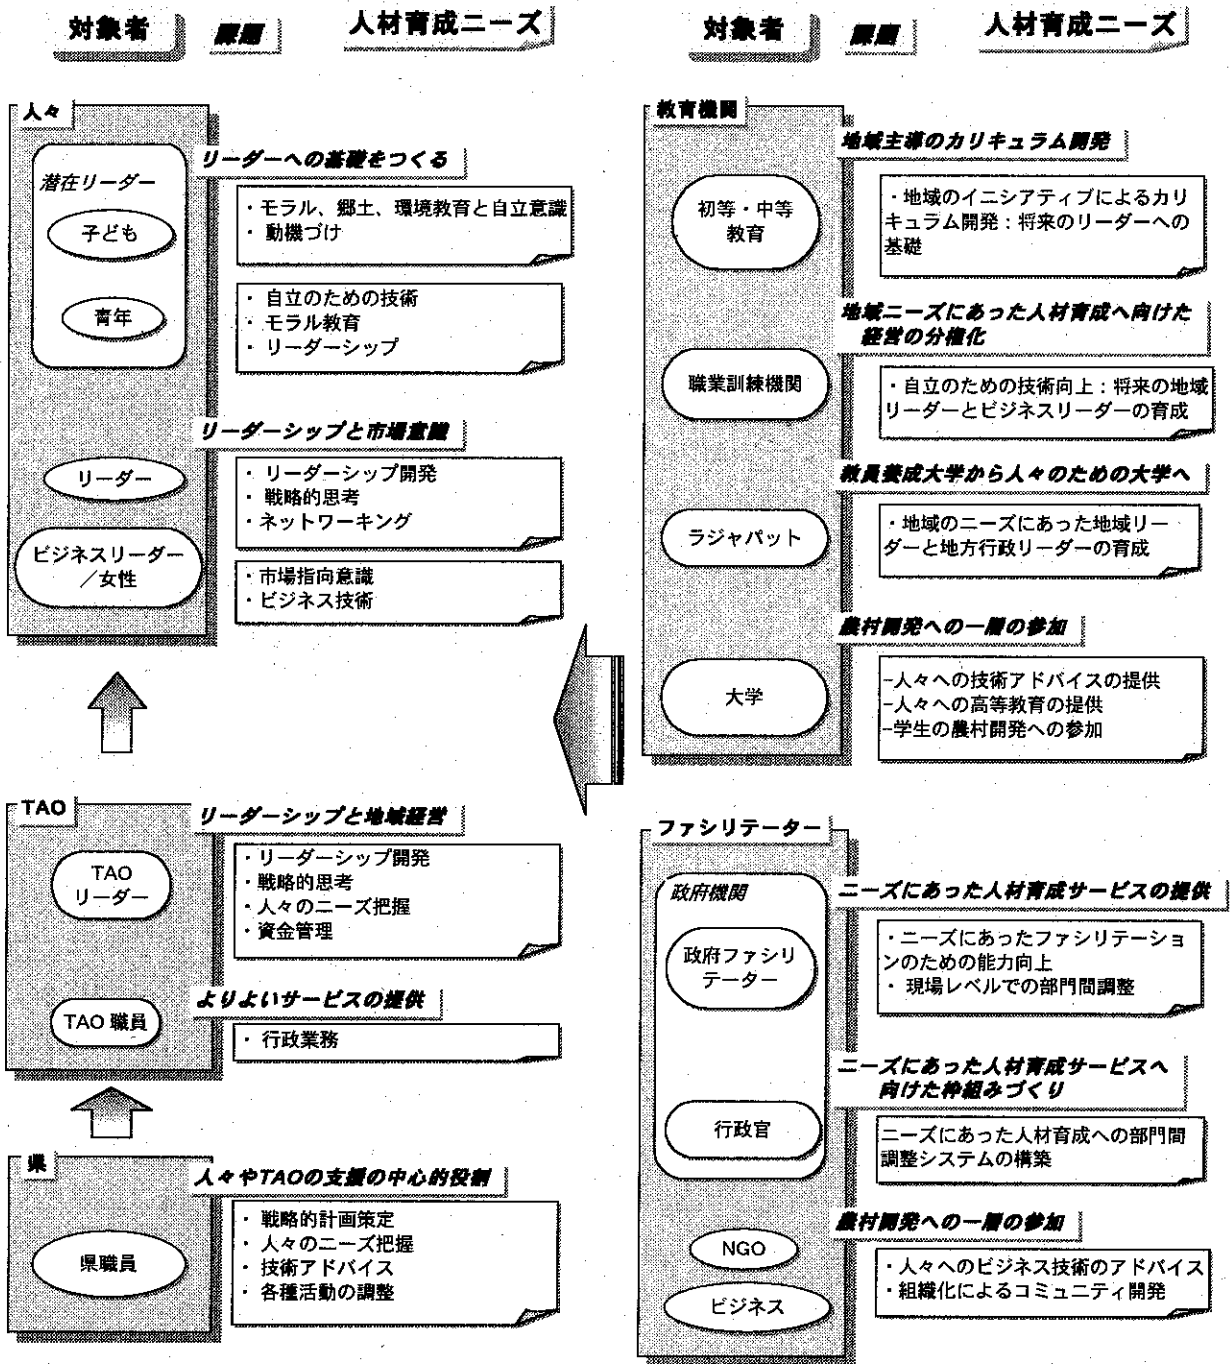 対象者
課題
人材育成ニーズ
人々
潜在リーダー
子ども
青年
リーダーへの基礎をつくる
・モラル、郷土、環境教育と自立意識
・ 動機づけ
・ 自立のための技術
・ モラル教育
・ リーダーシップ
リーダーシップと市場意識
リーダー
・ リーダーシップ開発
・ 戦略的思考
・ネットワーキング
ビジネスリーダー
／女性
・市場指向意識
・ビジネス技術
TAO
リーダーシップと地域経営
TAO
リーダー
・リーダーシップ開発
・戦略的思考
・人々のニーズ把握
・資金管理
よりよいサービスの提供
TAO 職員
・ 行政業務
県
人々やTAOの支援の中心的役割
県職員
・ 戦略的計画策定
・ 人々のニーズ把握
・ 技術アドバイス
・ 各種活動の調整
対象者
課題
人材育成ニーズ
教育機関
地域主導のカリキュラム開発
初等・中等
教育
・地域のイニシアティブによるカリ
キュラム開発：将来のリーダーへの
基礎
地域ニーズにあった人材育成へ向けた
経営の分権化
職業訓練機関
・自立のための技術向上：将来の地域
リーダーとビジネスリーダーの育成
教員養成大学から人々のための大学へ
ラジャパット
・地域のニーズにあった地域リー
ダーと地方行政リーダーの育成
農村開発への一層の参加
大学
−人々への技術アドバイスの提供
−人々への高等教育の提供
−学生の農村開発への参加
ファシリテーター
政府機関
ニーズにあった人材育成サービスの提供
政府ファシリ
テーター
・ニーズにあったファシリテーショ
ンのための能力向上
・ 現場レベルでの部門間調整
ニーズにあった人材育成サービスへ
向けた枠組みづくり
行政官
ニーズにあった人材育成への部門間
調整システムの構築
農村開発への一層の参加
NGO
ビジネス
・人々へのビジネス技術のアドバイス
・組織化によるコミュニティ開発